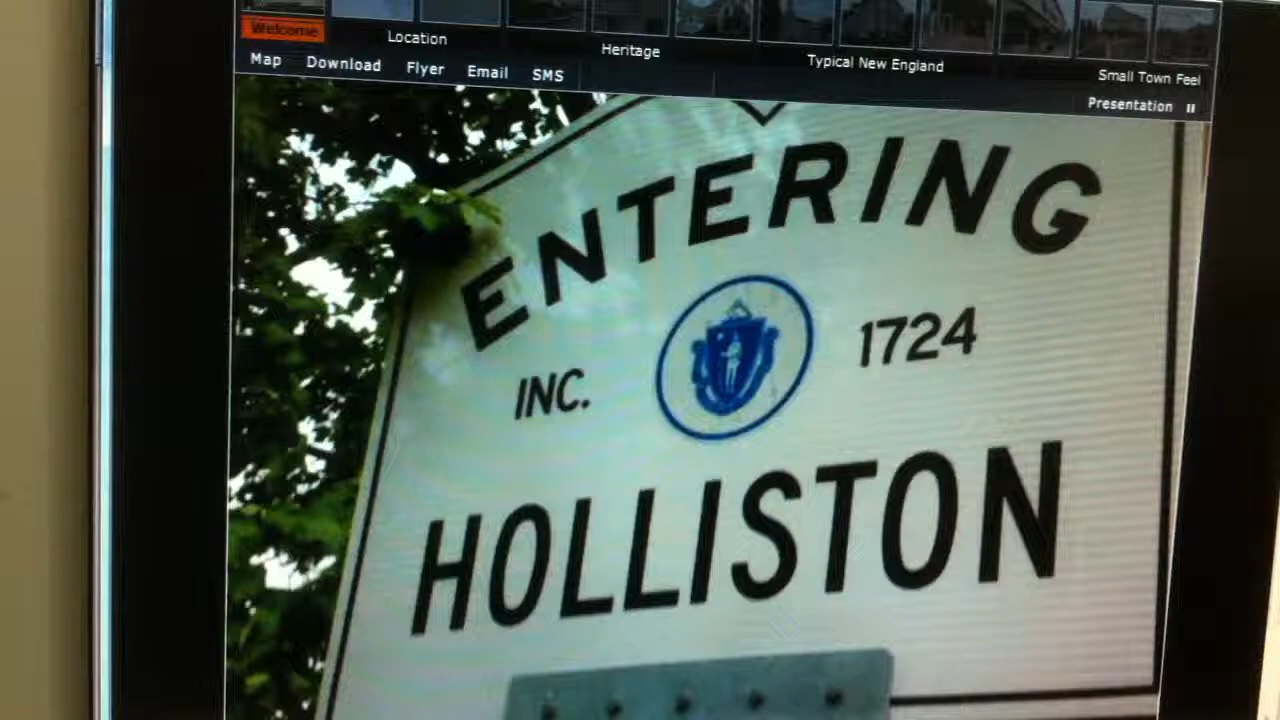 Welcome
Location
Heritage
Typical New England
Small Town Feel
Map Download Flyer Email SMS
Presentation
ENTERING
INC. 1724
HOLLISTON